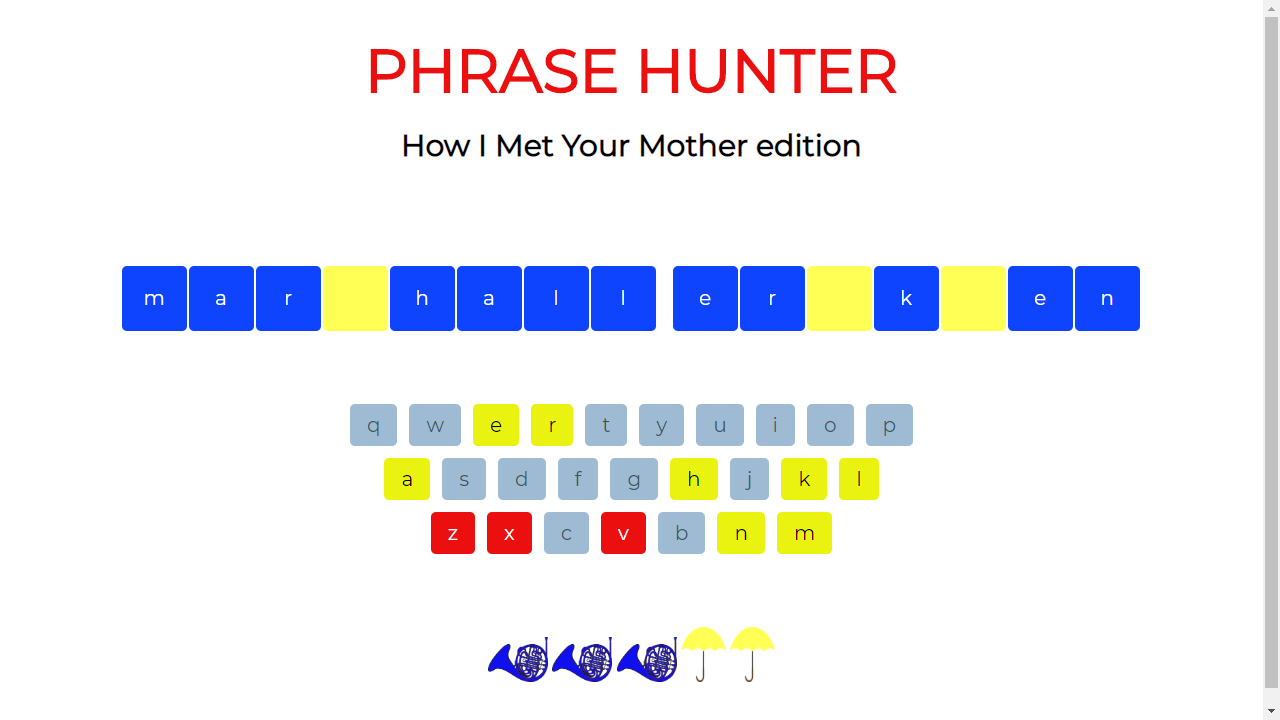 PHRASE HUNTER
How I Met Your Mother edition
m a r h a l l e r k e n
q w e r t y u i o p
a s d f g h j k l
z x c v b n m